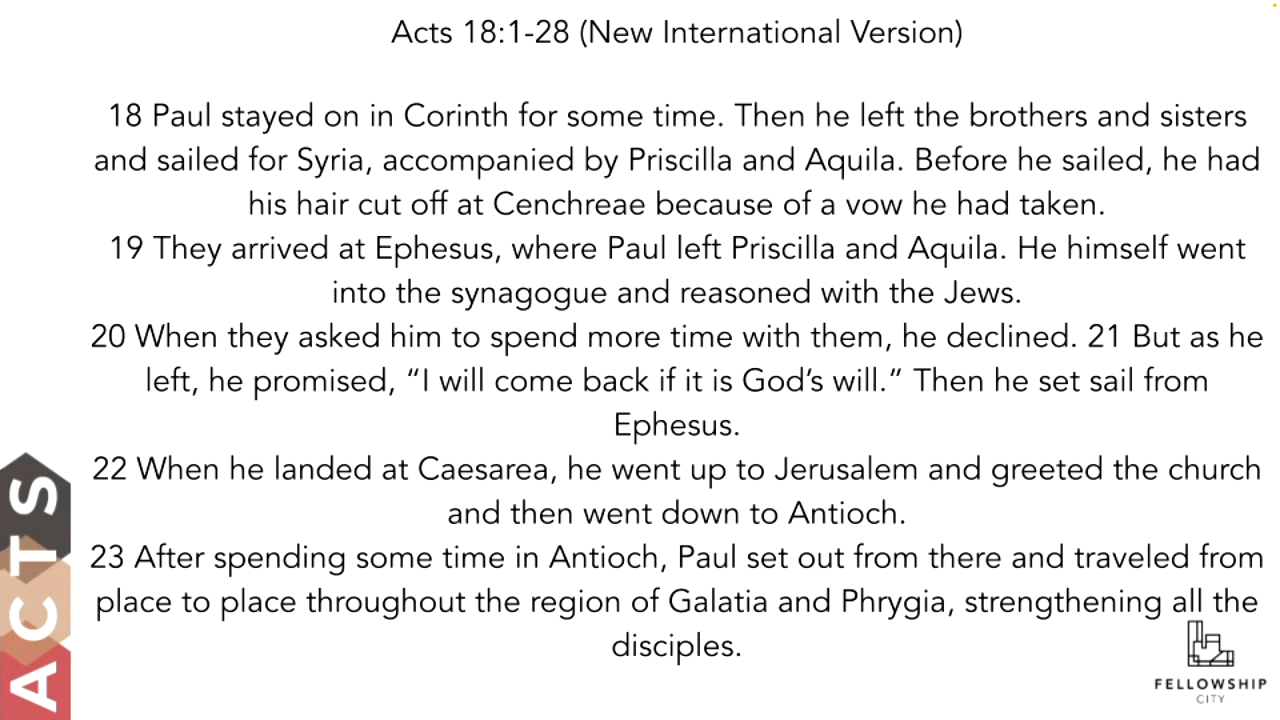 Acts 18:1-28 (New International Version)
18 Paul stayed on in Corinth for some time. Then he left the brothers and sisters
and sailed for Syria, accompanied by Priscilla and Aquila. Before he sailed, he had
his hair cut off at Cenchreae because of a vow he had taken.
19 They arrived at Ephesus, where Paul left Priscilla and Aquila. He himself went
into the synagogue and reasoned with the Jews.
20 When they asked him to spend more time with them, he declined. 21 But as he
left, he promised, “I will come back if it is God’s will.” Then he set sail from
Ephesus.
22 When he landed at Caesarea, he went up to Jerusalem and greeted the church
and then went down to Antioch.
23 After spending some time in Antioch, Paul set out from there and traveled from
place to place throughout the region of Galatia and Phrygia, strengthening all the
disciples.
ACTS
FELLOWSHIP
CITY